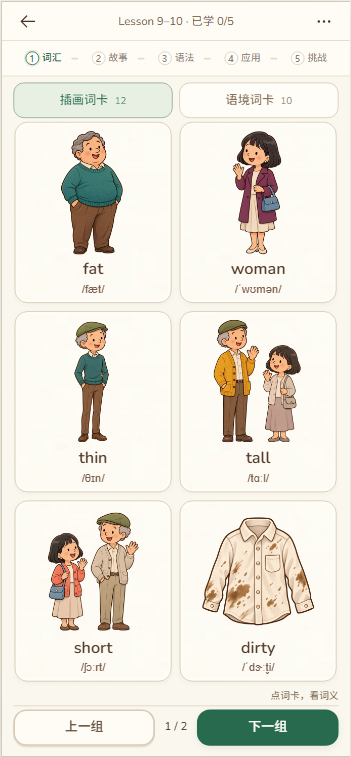 Lesson 9–10 · 已学 0/5
1 词汇 – 2 故事 – 3 语法 – 4 应用 – 5 挑战
插画词卡 12
语境词卡 10
fat
/fæt/
woman
/ˈwʊmən/
thin
/θɪn/
tall
/tɑːl/
short
/ʃɔːrt/
dirty
/ˈdɝːt̬i/
点词卡，看词义
上一组
1 / 2
下一组